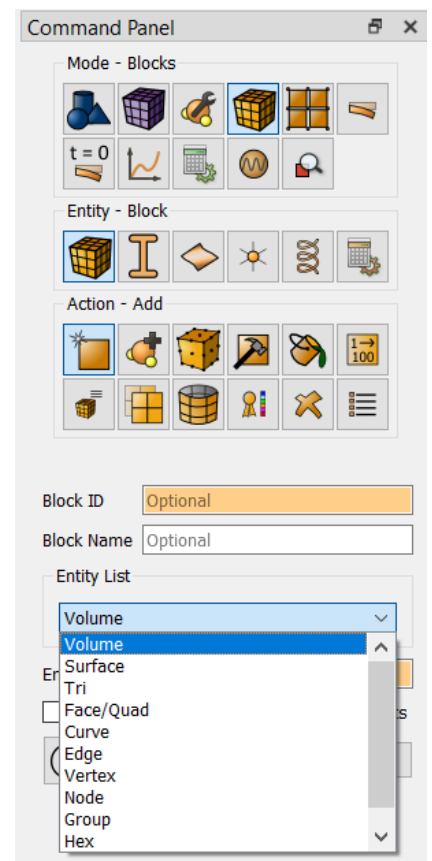 Command Panel
Mode - Blocks
t = 0
Entity - Block
Action - Add
1→
100
Block ID Optional
Block Name Optional
Entity List
Volume
Volume
Surface
Tri
Face/Quad
Curve
Edge
Vertex
Node
Group
Hex